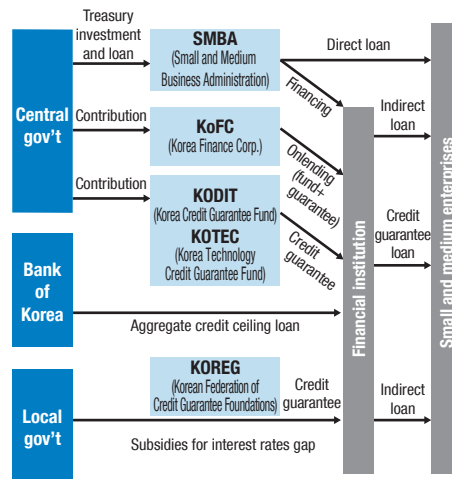 Treasury
investment
and loan
SMBA
(Small and Medium
Business Administration)
Direct loan
Financing
Central
gov't
Contribution
KoFC
(Korea Finance Corp.)
Onlending
(fund+
guarantee)
Indirect
loan
Contribution
KODIT
(Korea Credit Guarantee Fund)
KOTEC
(Korea Technology
Credit Guarantee Fund)
Credit
guarantee
Credit
guarantee
loan
Financial institution
Small and medium enterprises
Bank
of
Korea
Aggregate credit ceiling loan
Local
gov't
KOREG
(Korean Federation of
Credit Guarantee Foundations)
Credit
guarantee
Indirect
loan
Subsidies for interest rates gap